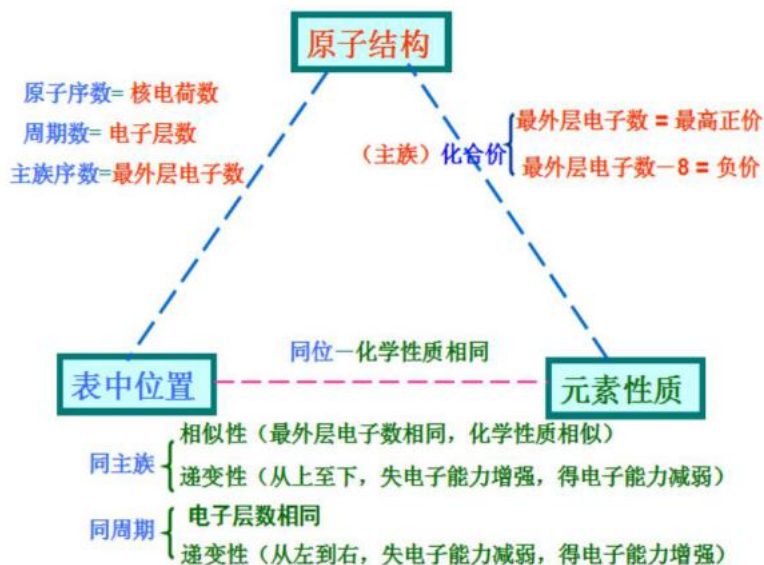 原子结构
原子序数= 核电荷数
周期数= 电子层数
主族序数=最外层电子数
（主族）化合价
最外层电子数 = 最高正价
最外层电子数－8 = 负价
同位－化学性质相同
表中位置
元素性质
同主族
相似性（最外层电子数相同，化学性质相似）
递变性（从上至下，失电子能力增强，得电子能力减弱）
同周期
电子层数相同
递变性（从左到右，失电子能力减弱，得电子能力增强）